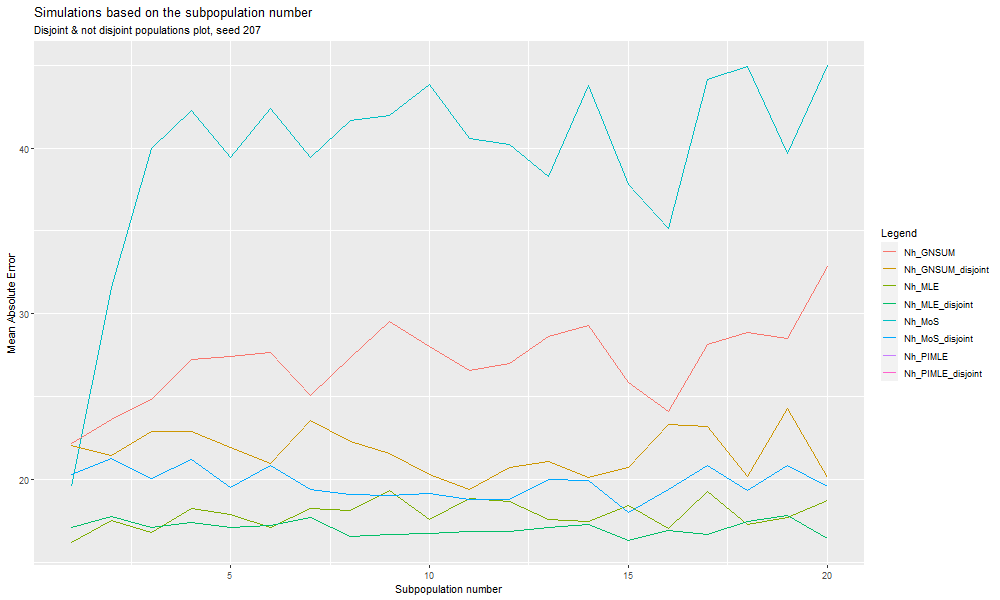 Simulations based on the subpopulation number
Disjoint & not disjoint populations plot, seed 207
Mean Absolute Error
40
30
20
5
10
15
20
Subpopulation number
Legend
Nh_GNSUM
Nh_GNSUM_disjoint
Nh_MLE
Nh_MLE_disjoint
Nh_MoS
Nh_MoS_disjoint
Nh_PIMLE
Nh_PIMLE_disjoint